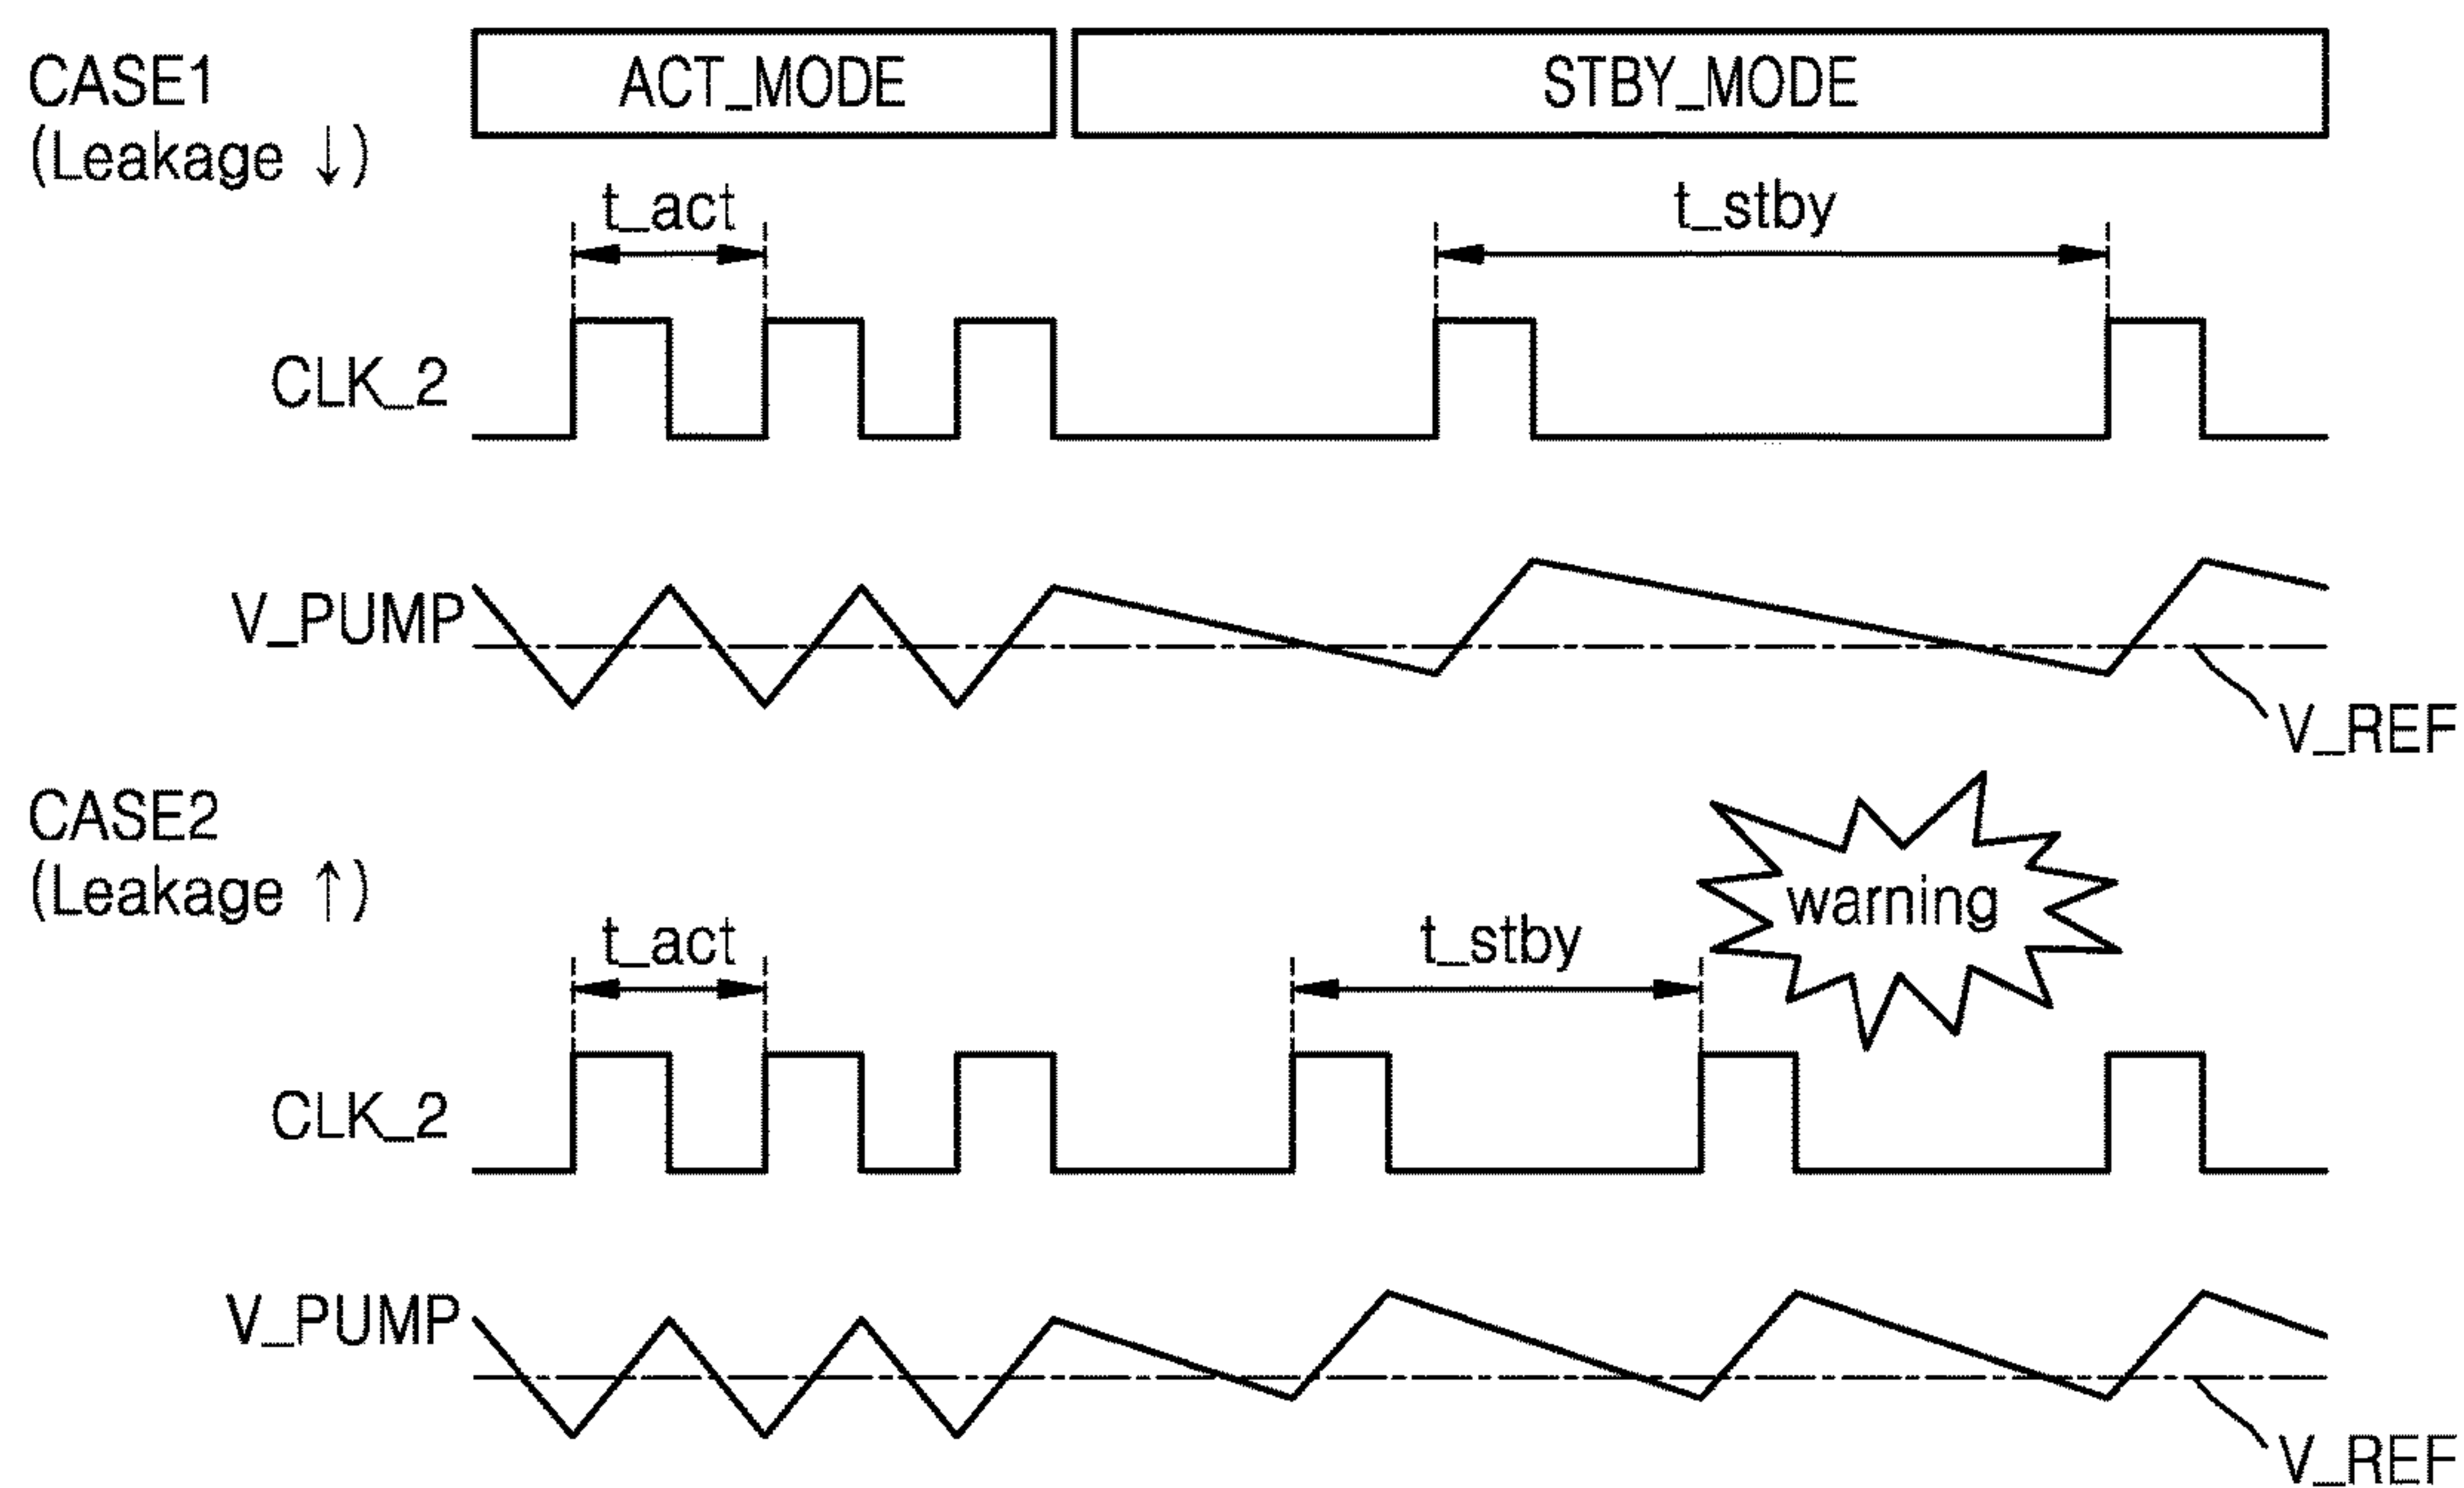 CASE1
(Leakage ↓)
ACT_MODE
STBY_MODE
t_act
t_stby
CLK_2
V_PUMP
V_REF
CASE2
(Leakage ↑)
warning
t_act
t_stby
CLK_2
V_PUMP
V_REF